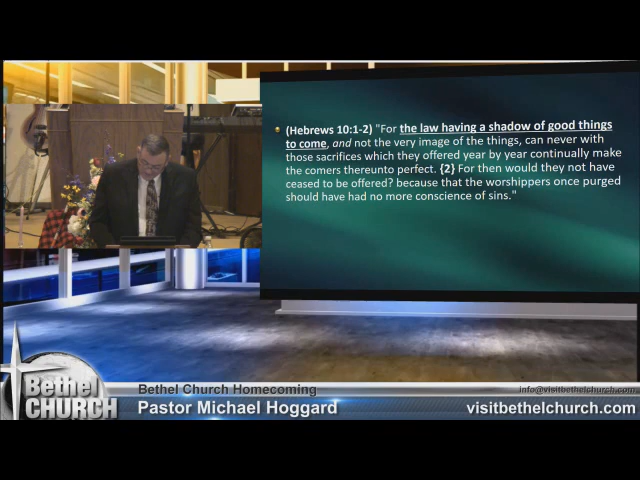 (Hebrews 10:1-2) "For the law having a shadow of good things
to come, and not the very image of the things, can never with
those sacrifices which they offered year by year continually make
the comers thereunto perfect. {2} For then would they not have
ceased to be offered? because that the worshippers once purged
should have had no more conscience of sins."
Bethel
CHURCH
Bethel Church Homecoming
Pastor Michael Hoggard
info@visitbethelchurch.com
visitbethelchurch.com